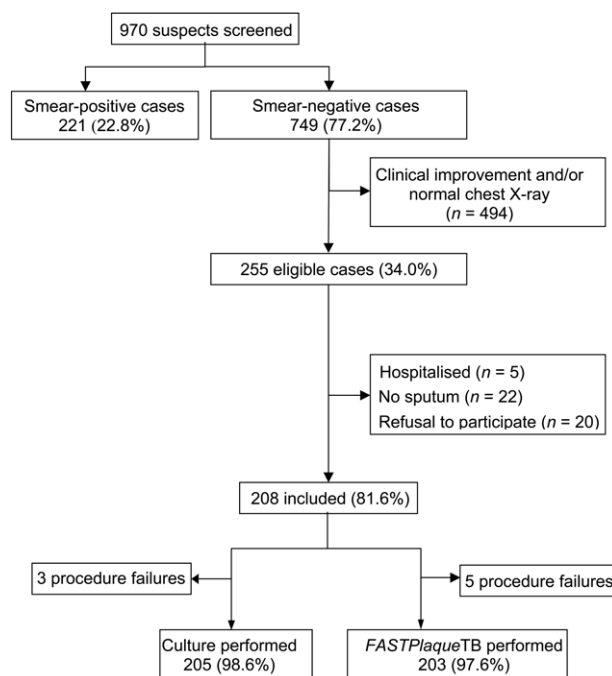 970 suspects screened
Smear-positive cases
221 (22.8%)
Smear-negative cases
749 (77.2%)
Clinical improvement and/or
normal chest X-ray
(n = 494)
255 eligible cases (34.0%)
Hospitalised (n = 5)
No sputum (n = 22)
Refusal to participate (n = 20)
208 included (81.6%)
3 procedure failures
5 procedure failures
Culture performed
205 (98.6%)
FASTPlaqueTB performed
203 (97.6%)